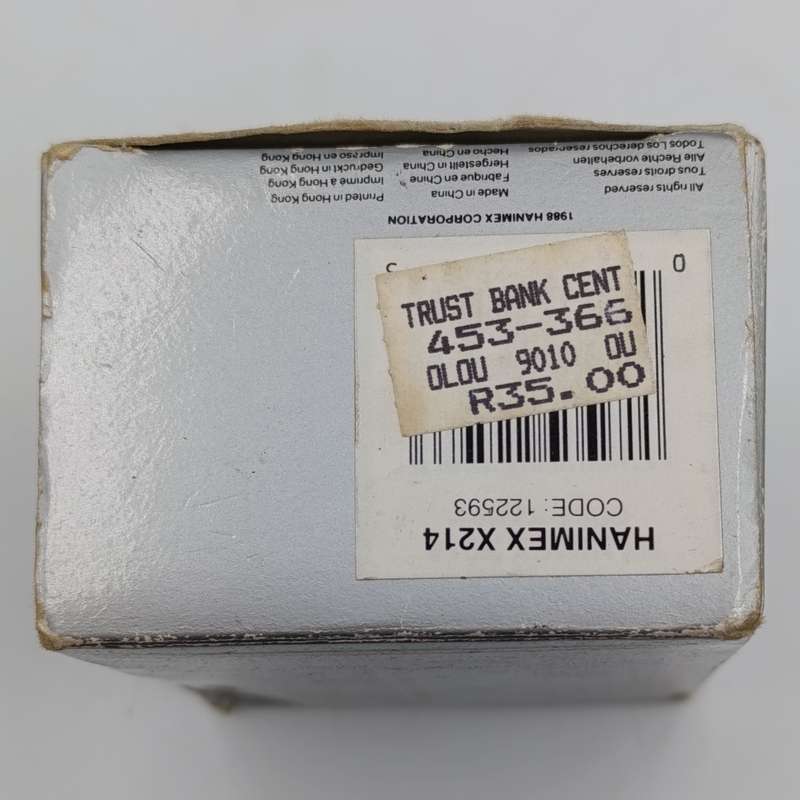 HANIMEX X214
CODE: 122593
TRUST BANK CENT
453-366
OLOU 9010 OU
R35.00
0
1988 HANIMEX CORPORATION
All rights reserved
Tous droits reserves
Alle Rechte vorbehalten
Todos Los derechos reservados
Made in China
Fabrique en Chine
Hergestellt in China
Hecho en China
Printed in Hong Kong
Imprime a Hong Kong
Gedruckt in Hong Kong
en Hong Kong